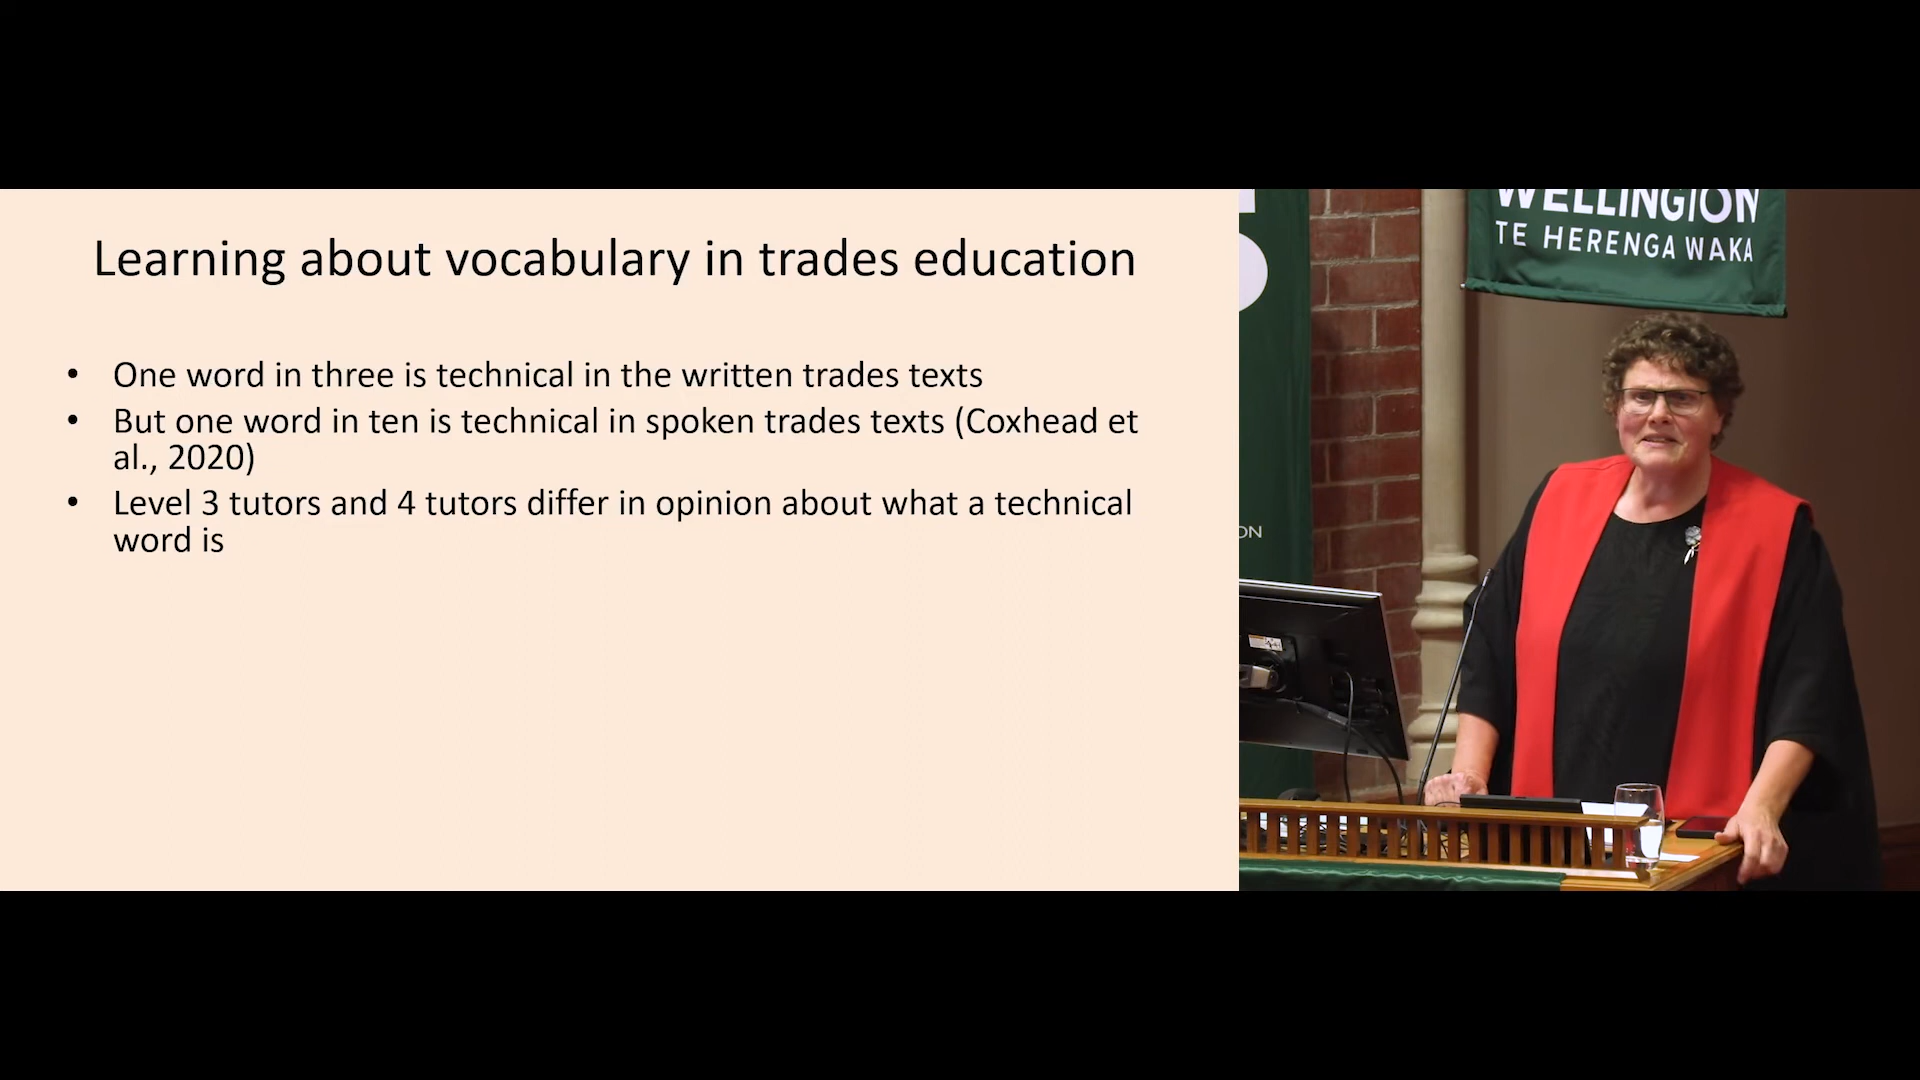 Learning about vocabulary in trades education
• One word in three is technical in the written trades texts
• But one word in ten is technical in spoken trades texts (Coxhead et
al., 2020)
• Level 3 tutors and 4 tutors differ in opinion about what a technical
word is
WELLINGTON
TE HERENGA WAKA
ON